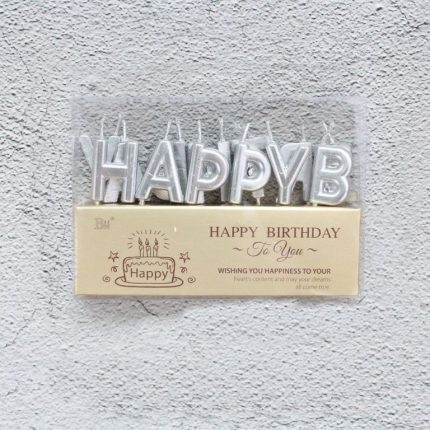 HAPPYB
BH®
HAPPY BIRTHDAY
~ To You ~
Happy
WISHING YOU HAPPINESS TO YOUR
heart's content and may your dreams
all come true.